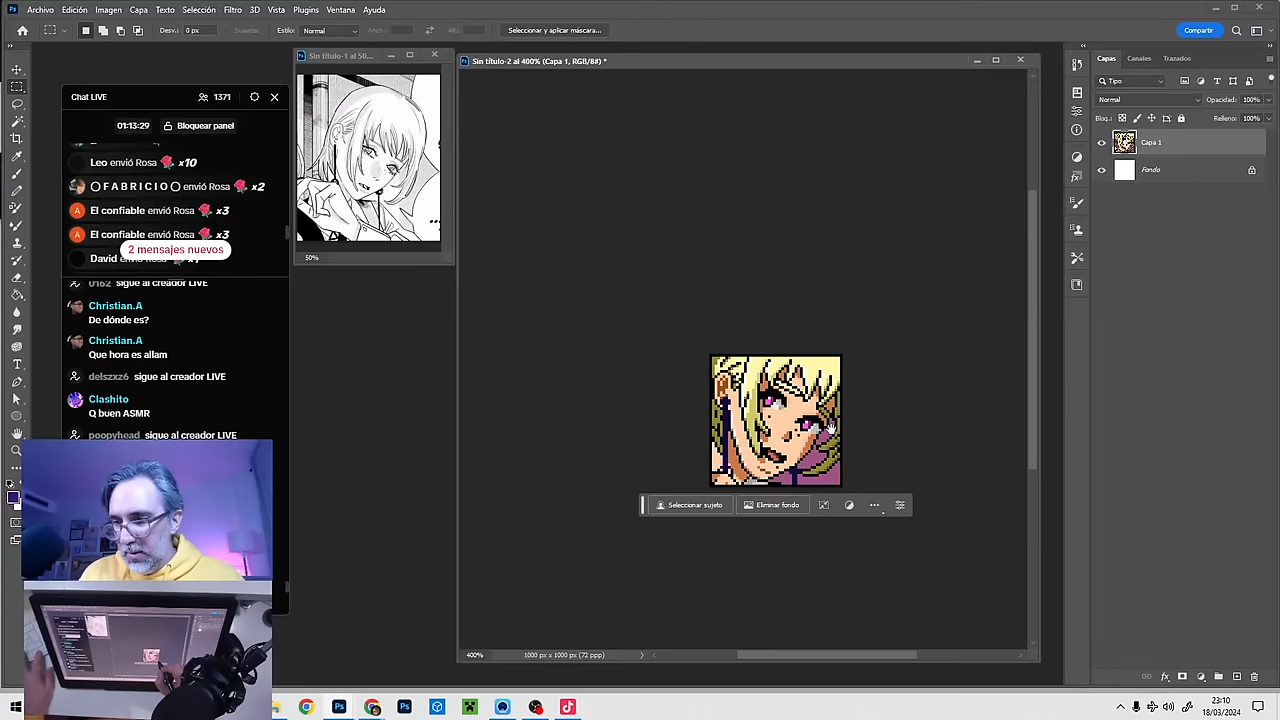 Archivo Edición Imagen Capa Texto Selección Filtro 3D Vista Plugins Ventana Ayuda
Desv.: 0 px Suavizar Estilo: Normal Seleccionar y aplicar máscara...
Compartir
Sin título-1 al 50...
Sin título-2 al 400% (Capa 1, RGB/8#) *
Capas Canales Trazados
Tipo
Normal Opacidad: 100%
Bloq.: Relleno: 100%
Capa 1
Fondo
Chat LIVE 1371
01:13:29 Bloquear panel
Leo envió Rosa x10
O F A B R I C I O O envió Rosa x2
El confiable envió Rosa x3
El confiable envió Rosa x3
2 mensajes nuevos
David envió Rosa
50%
0162 sigue al creador LIVE
Christian.A
De dónde es?
Christian.A
Que hora es allam
delszxz6 sigue al creador LIVE
Clashito
Q buen ASMR
poopyhead sigue al creador LIVE
Seleccionar sujeto Eliminar fondo
400% 1000 px x 1000 px (72 ppp)
23:10
18/03/2024